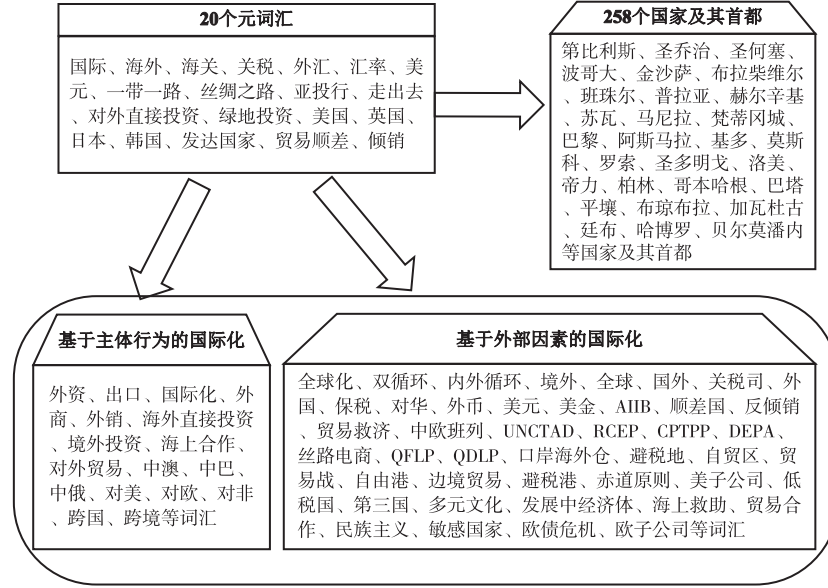 20个元词汇
国际、海外、海关、关税、外汇、汇率、美
元、一带一路、丝绸之路、亚投行、走出去
、对外直接投资、绿地投资、美国、英国、
日本、韩国、发达国家、贸易顺差、倾销
258个国家及其首都
第比利斯、圣乔治、圣何塞、
波哥大、金沙萨、布拉柴维尔
、班珠尔、普拉亚、赫尔辛基
、苏瓦、马尼拉、梵蒂冈城、
巴黎、阿斯马拉、基多、莫斯
科、罗索、圣多明戈、洛美、
帝力、柏林、哥本哈根、巴塔
、平壤、布琼布拉、加瓦杜古
、廷布、哈博罗、贝尔莫潘内
等国家及其首都
基于主体行为的国际化
外资、出口、国际化、外
商、外销、海外直接投资
、境外投资、海上合作、
对外贸易、中澳、中巴、
中俄、对美、对欧、对非
、跨国、跨境等词汇
基于外部因素的国际化
全球化、双循环、内外循环、境外、全球、国外、关税司、外
国、保税、对华、外币、美元、美金、AIIB、顺差国、反倾销
、贸易救济、中欧班列、UNCTAD、RCEP、CPTPP、DEPA、
丝路电商、QFLP、QDLP、口岸海外仓、避税地、自贸区、贸
易战、自由港、边境贸易、避税港、赤道原则、美子公司、低
税国、第三国、多元文化、发展中经济体、海上救助、贸易合
作、民族主义、敏感国家、欧债危机、欧子公司等词汇